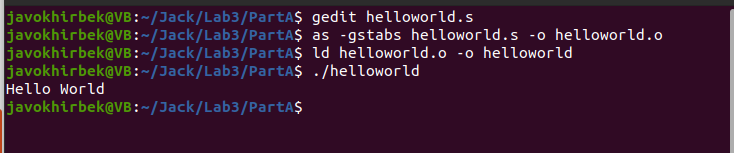 javokhirbek@VB:~/Jack/Lab3/PartA$ gedit helloworld.s
javokhirbek@VB:~/Jack/Lab3/PartA$ as -gstabs helloworld.s -o helloworld.o
javokhirbek@VB:~/Jack/Lab3/PartA$ ld helloworld.o -o helloworld
javokhirbek@VB:~/Jack/Lab3/PartA$ ./helloworld
Hello World
javokhirbek@VB:~/Jack/Lab3/PartA$